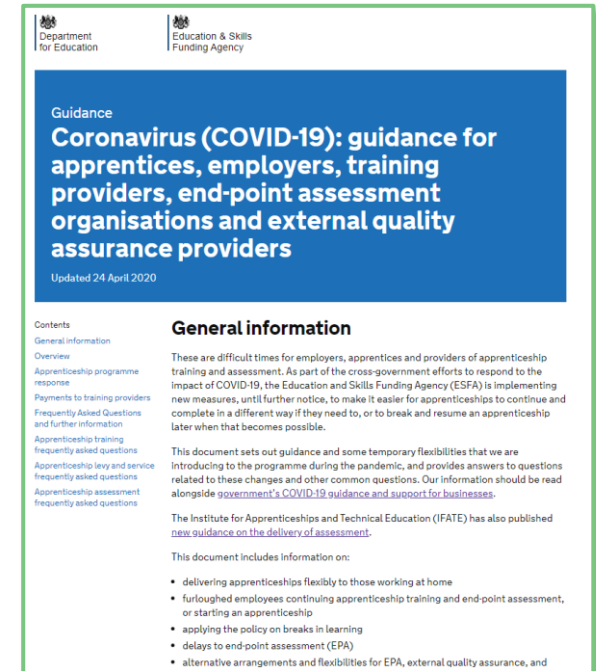 Department
for Education
Education & Skills
Funding Agency
Guidance
Coronavirus (COVID-19): guidance for
apprentices, employers, training
providers, end-point assessment
organisations and external quality
assurance providers
Updated 24 April 2020
Contents
General information
Overview
Apprenticeship programme
response
Payments to training providers
Frequently Asked Questions
and further information
Apprenticeship training
frequently asked questions
Apprenticeship levy and service
frequently asked questions
Apprenticeship assessment
frequently asked questions
General information
These are difficult times for employers, apprentices and providers of apprenticeship
training and assessment. As part of the cross-government efforts to respond to the
impact of COVID-19, the Education and Skills Funding Agency (ESFA) is implementing
new measures, until further notice, to make it easier for apprenticeships to continue and
complete in a different way if they need to, or to break and resume an apprenticeship
later when that becomes possible.
This document sets out guidance and some temporary flexibilities that we are
introducing to the programme during the pandemic, and provides answers to questions
related to these changes and other common questions. Our information should be read
alongside government's COVID-19 guidance and support for businesses.
The Institute for Apprenticeships and Technical Education (IFATE) has also published
new guidance on the delivery of assessment.
This document includes information on:
• delivering apprenticeships flexibly to those working at home
• furloughed employees continuing apprenticeship training and end-point assessment,
or starting an apprenticeship
• applying the policy on breaks in learning
• delays to end-point assessment (EPA)
• alternative arrangements and flexibilities for EPA, external quality assurance, and